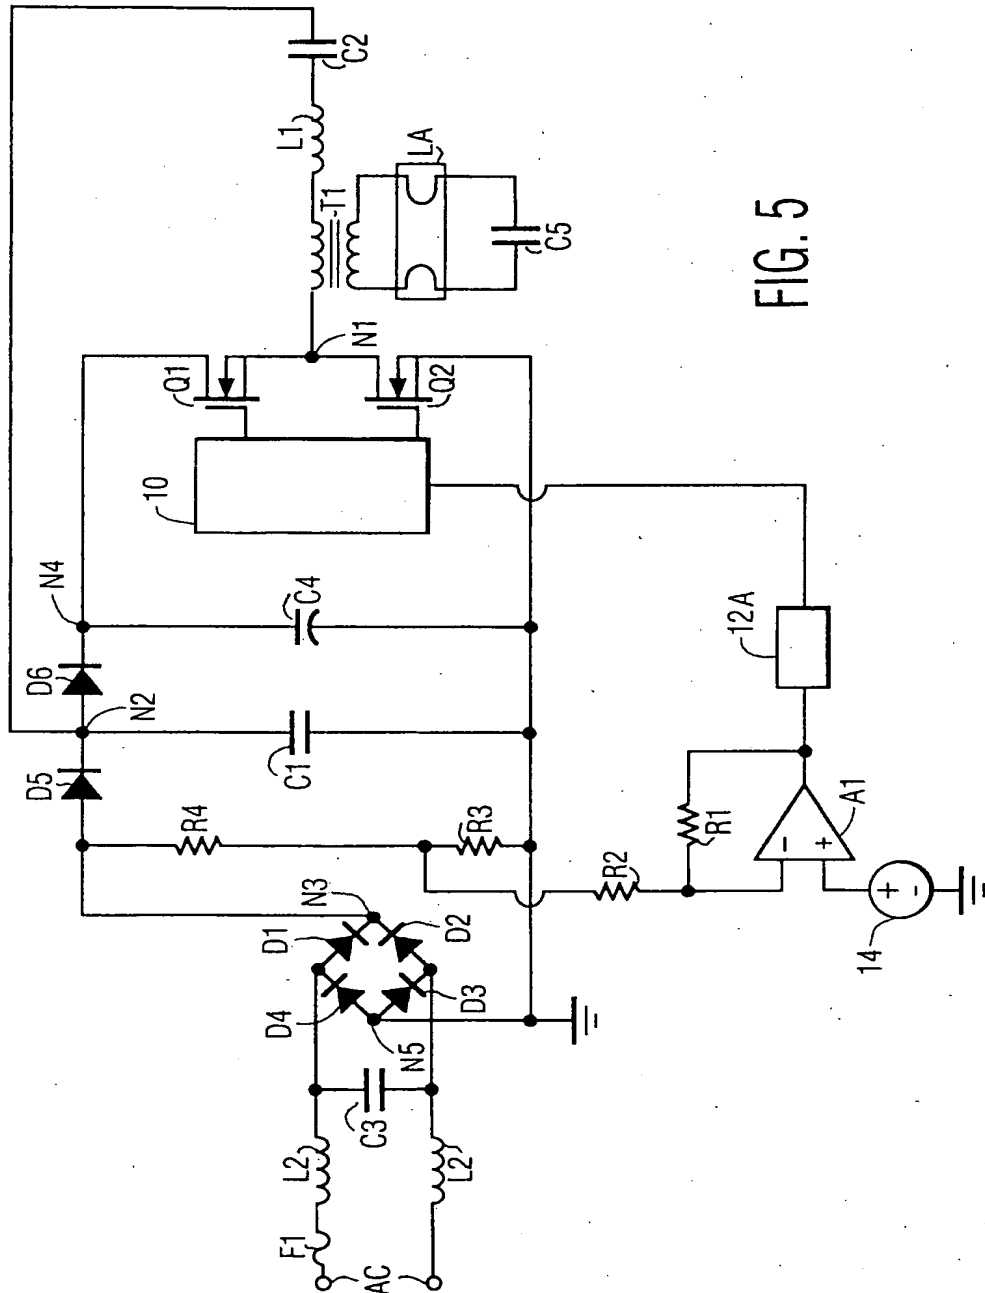 C2
L1
T1
LA
C5
N1
Q1
Q2
10
N4
C4
D6
N2
C1
D5
R4
R3
12A
R1
A1
R2
-
+
+
-
14
N3
D1
D2
D4
D3
N5
C3
L2
L2
F1
AC
FIG. 5